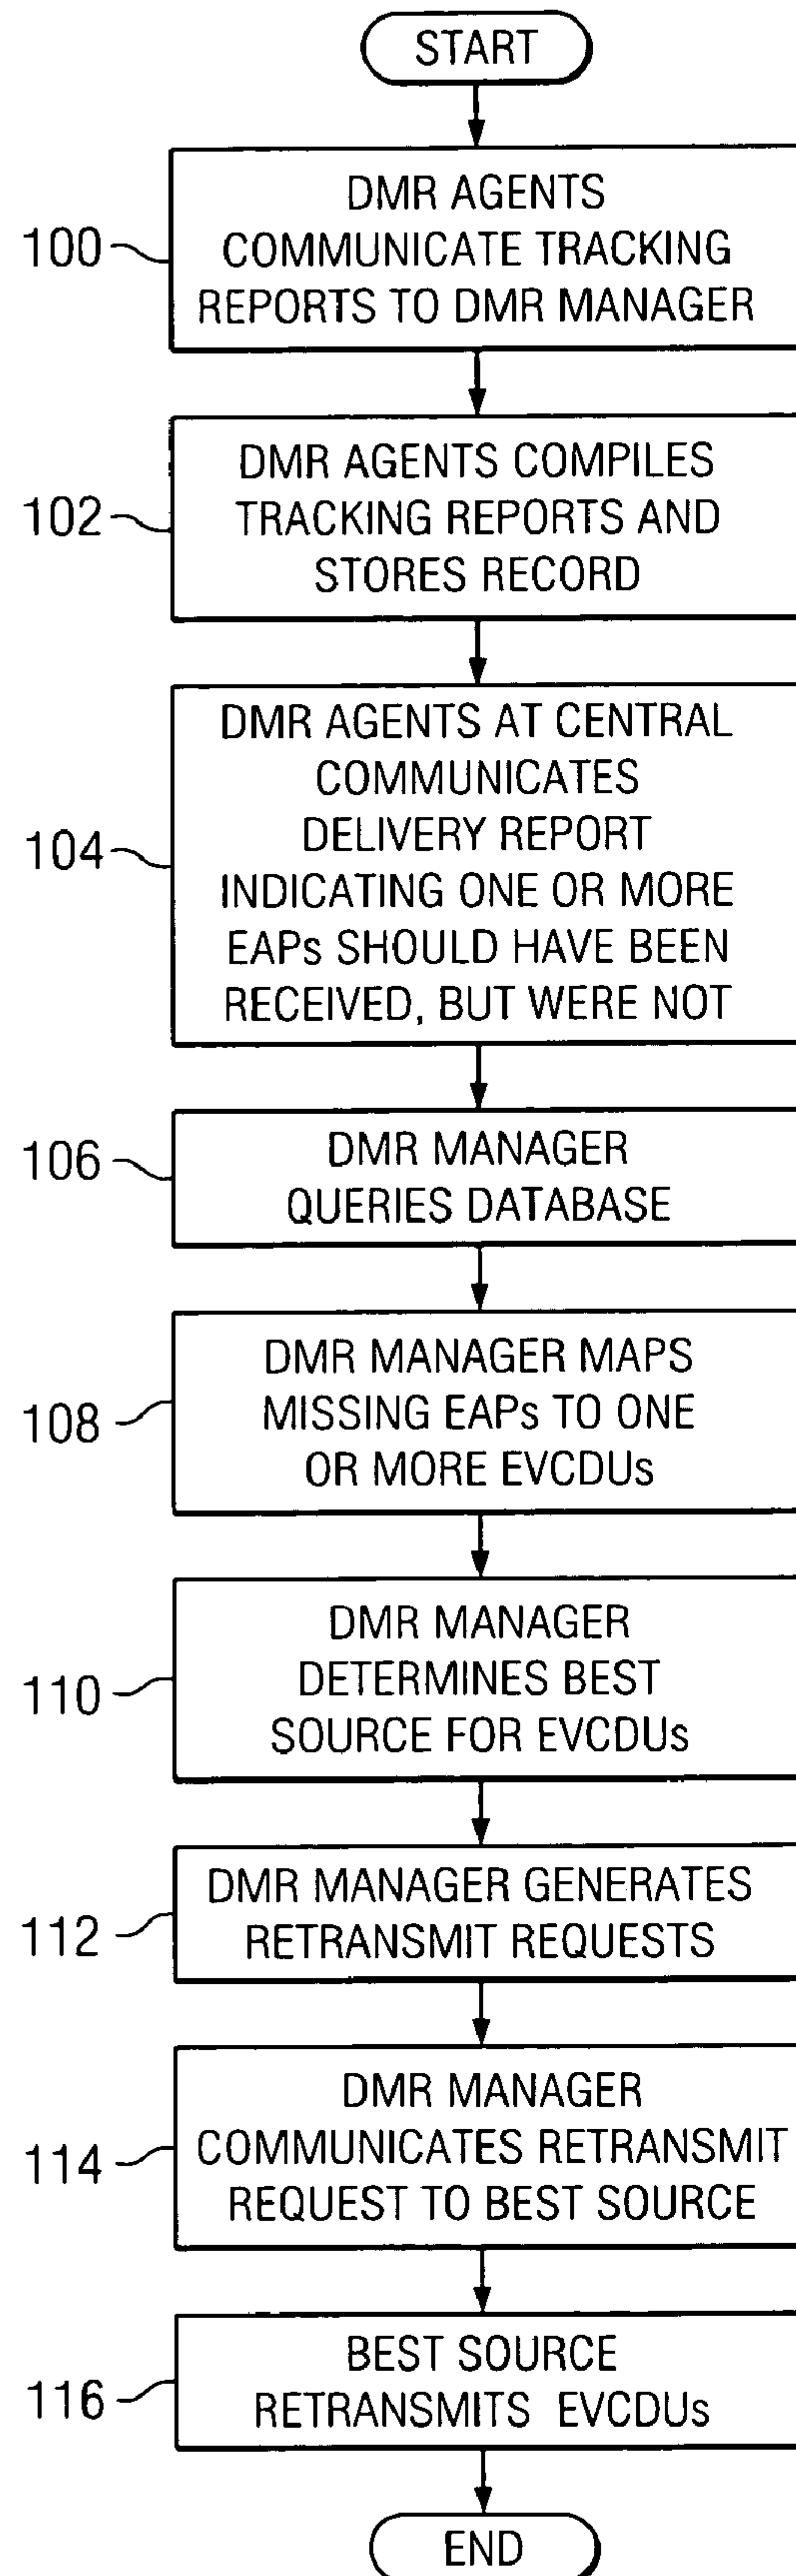 START
100
DMR AGENTS
COMMUNICATE TRACKING
REPORTS TO DMR MANAGER
102
DMR AGENTS COMPILES
TRACKING REPORTS AND
STORES RECORD
104
DMR AGENTS AT CENTRAL
COMMUNICATES
DELIVERY REPORT
INDICATING ONE OR MORE
EAPs SHOULD HAVE BEEN
RECEIVED, BUT WERE NOT
106
DMR MANAGER
QUERIES DATABASE
108
DMR MANAGER MAPS
MISSING EAPs TO ONE
OR MORE EVCDUs
110
DMR MANAGER
DETERMINES BEST
SOURCE FOR EVCDUs
112
DMR MANAGER GENERATES
RETRANSMIT REQUESTS
114
DMR MANAGER
COMMUNICATES RETRANSMIT
REQUEST TO BEST SOURCE
116
BEST SOURCE
RETRANSMITS EVCDUs
END